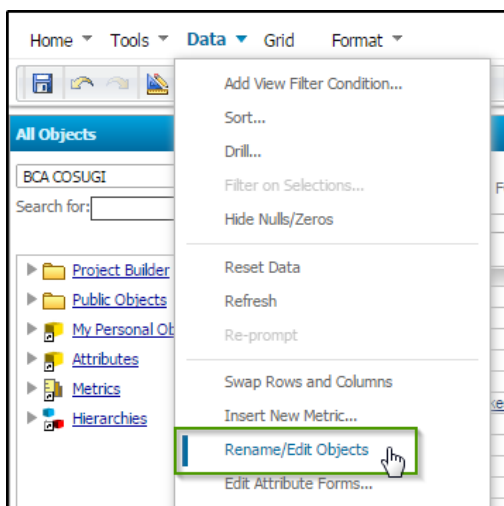 Home Tools Data Grid Format
Add View Filter Condition...
Sort...
Drill...
Filter on Selections...
Hide Nulls/Zeros
Reset Data
Refresh
Re-prompt
Swap Rows and Columns
Insert New Metric...
Rename/Edit Objects
Edit Attribute Forms...
All Objects
BCA COSUGI
Search for:
Project Builder
Public Objects
My Personal Ob
Attributes
Metrics
Hierarchies